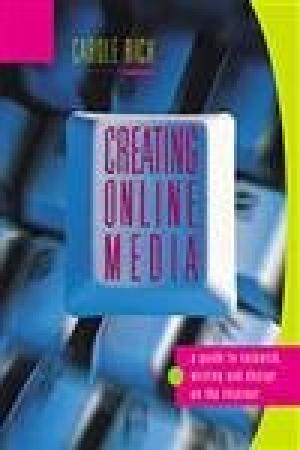 CAROLE RICH
CREATING
ONLINE
MEDIA
a guide to research,
writing and design
on the internet